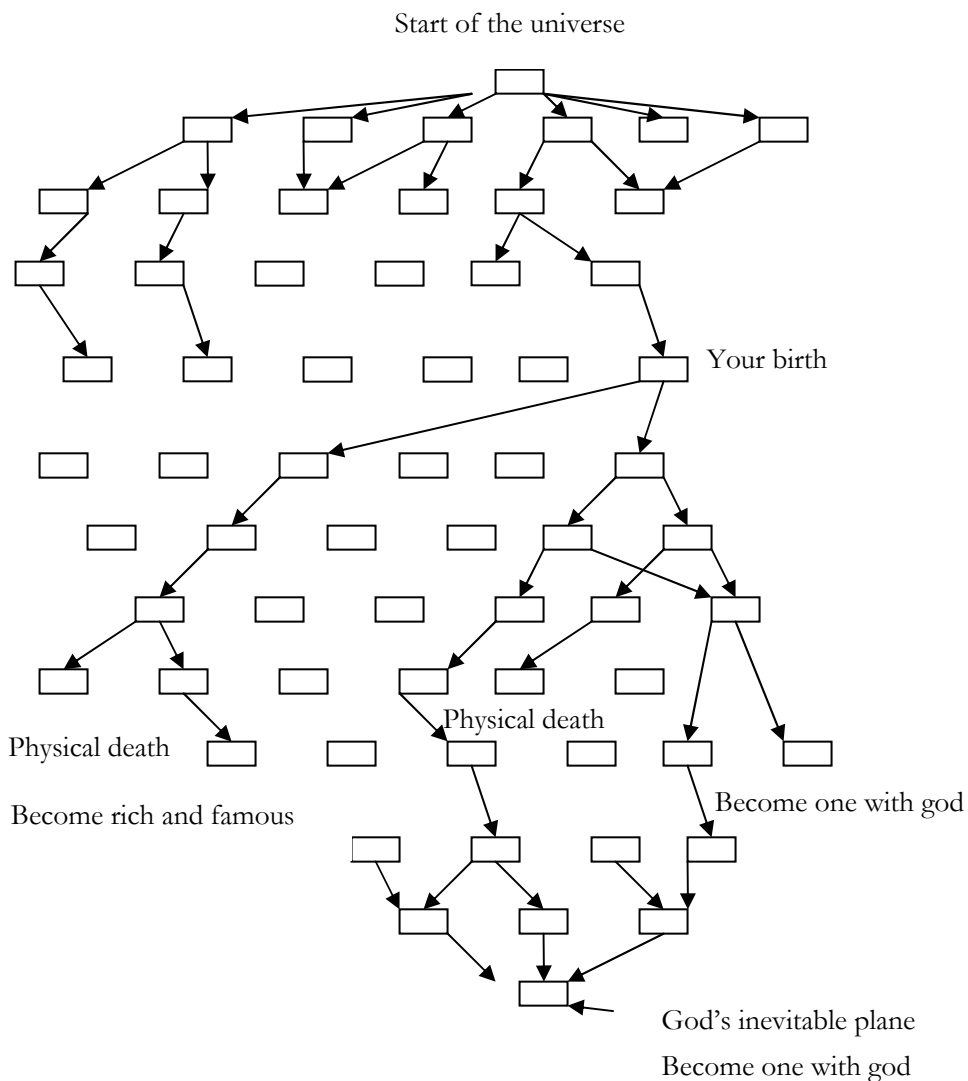 Start of the universe
Your birth
Physical death
Physical death
Become rich and famous
Become one with god
God’s inevitable plane
Become one with god